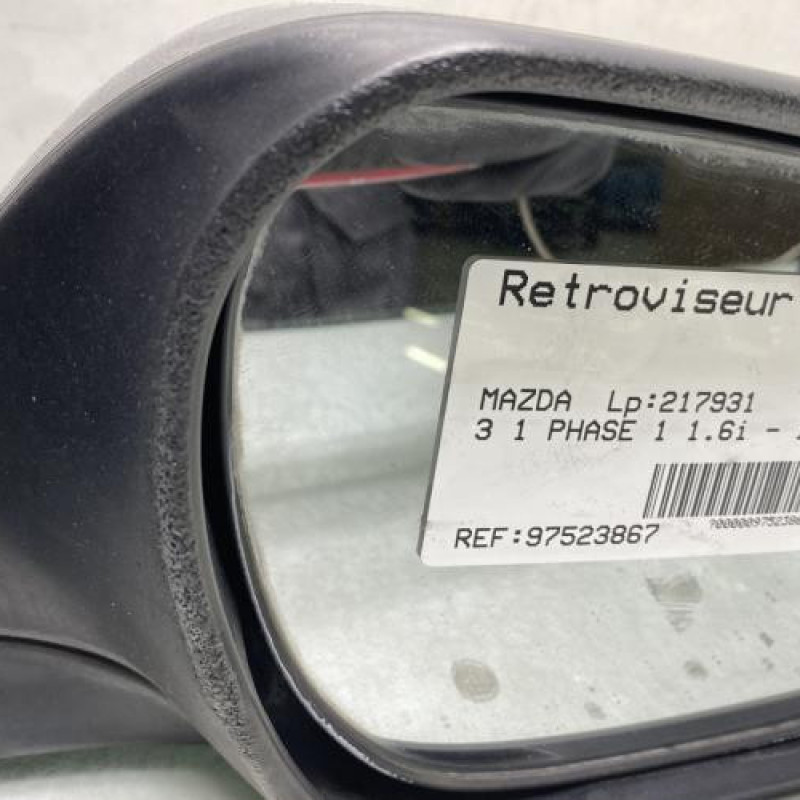 Retroviseur
MAZDA Lp:217931
3 1 PHASE 1 1.6i -
REF:97523867